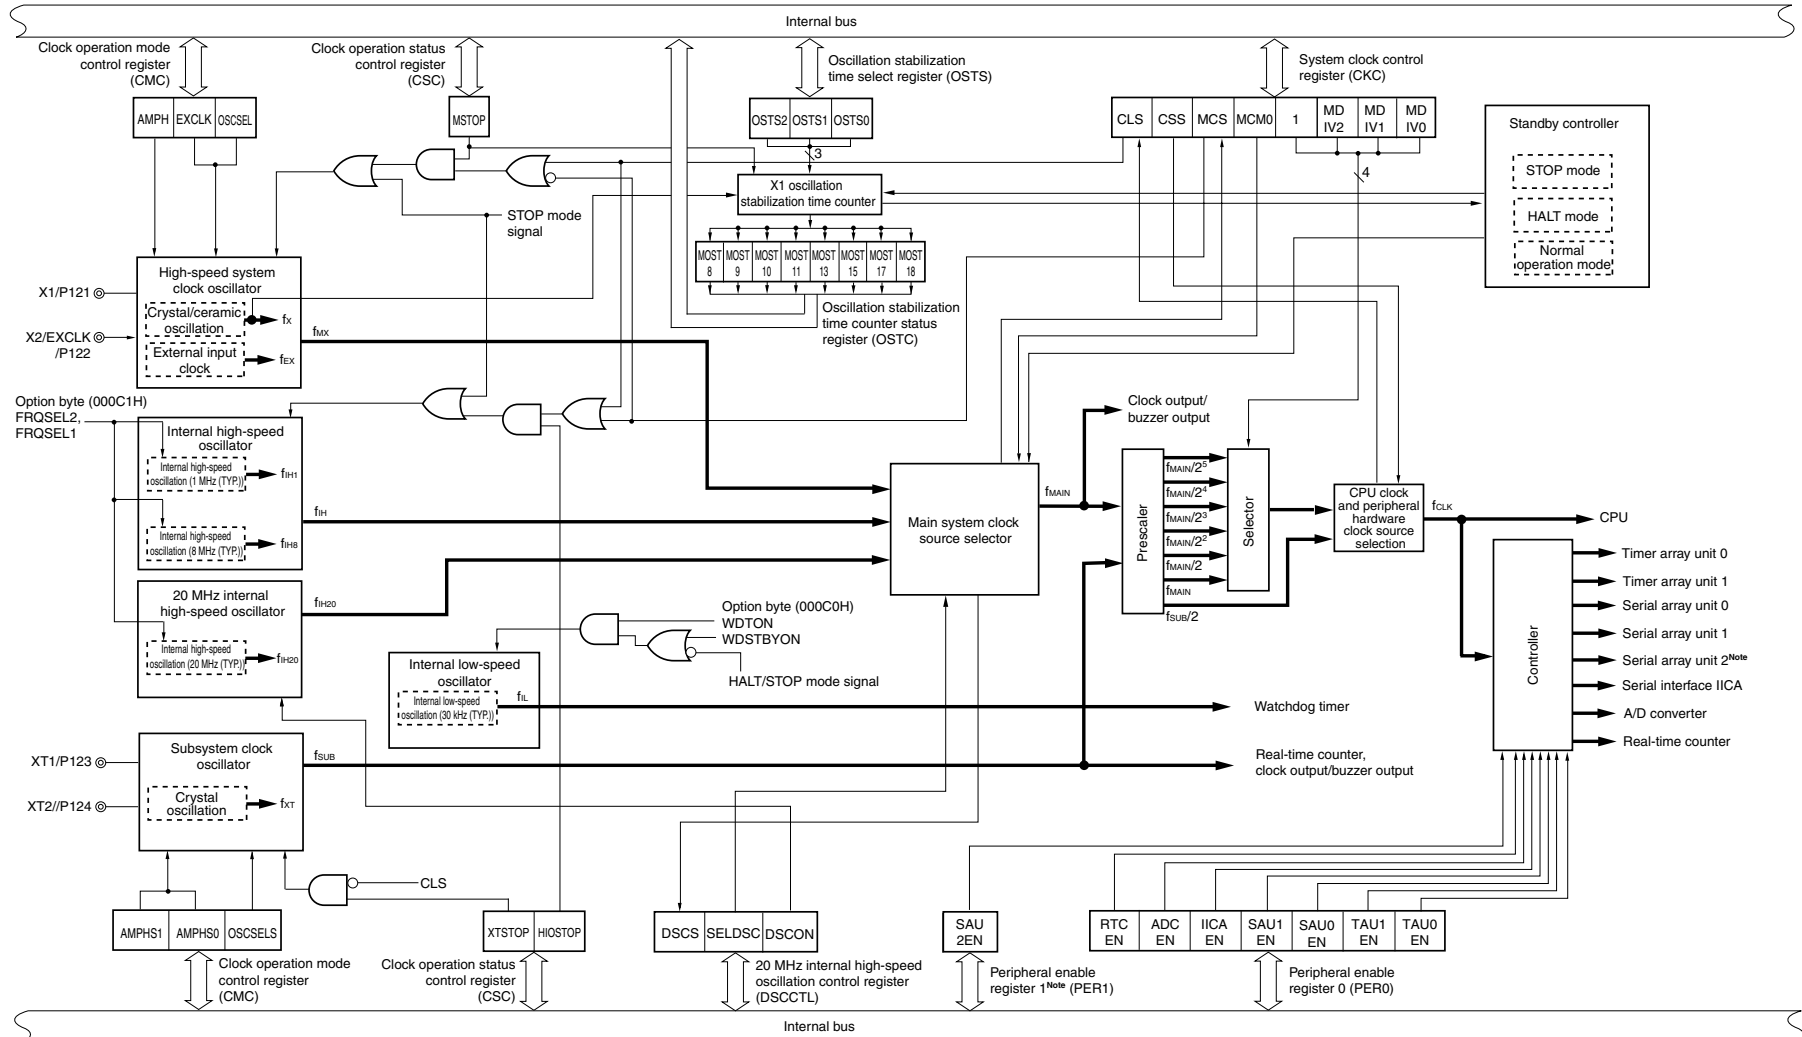 Internal bus
Clock operation mode
control register
(CMC)
Clock operation status
control register
(CSC)
Oscillation stabilization
time select register (OSTS)
System clock control
register (CKC)
AMPH EXCLK OSCSEL
MSTOP
OSTS2 OSTS1 OSTS0
3
CLS CSS MCS MCM0 1 MD
IV2 MD
IV1 MD
IV0
4
Standby controller
STOP mode
HALT mode
Normal
operation mode
X1 oscillation
stabilization time counter
STOP mode
signal
MOST
8 MOST
9 MOST
10 MOST
11 MOST
13 MOST
15 MOST
17 MOST
18
Oscillation stabilization
time counter status
register (OSTC)
High-speed system
clock oscillator
X1/P121
Crystal/ceramic
oscillation
fX
X2/EXCLK
/P122
External input
clock
fEX
fMX
Option byte (000C1H)
FRQSEL2,
FRQSEL1
Internal high-speed
oscillator
Internal high-speed
oscillation (1 MHz (TYP.))
fIH1
fIH
Internal high-speed
oscillation (8 MHz (TYP.))
fIH8
20 MHz internal
high-speed oscillator
fIH20
Internal high-speed
oscillation (20 MHz (TYP.))
fIH20
Main system clock
source selector
fMAIN
Clock output/
buzzer output
Prescaler
fMAIN/2⁵
fMAIN/2⁴
fMAIN/2³
fMAIN/2²
fMAIN/2
fMAIN
fSUB/2
Selector
CPU clock
and peripheral
hardware
clock source
selection
fCLK
CPU
Controller
Timer array unit 0
Timer array unit 1
Serial array unit 0
Serial array unit 1
Serial array unit 2Note
Serial interface IICA
A/D converter
Real-time counter
Option byte (000C0H)
WDTON
WDSTBYON
HALT/STOP mode signal
Internal low-speed
oscillator
Internal low-speed
oscillation (30 kHz (TYP.))
fIL
Watchdog timer
Subsystem clock
oscillator
XT1/P123
XT2//P124
Crystal
oscillation
fXT
fSUB
Real-time counter,
clock output/buzzer output
CLS
AMPHS1 AMPHS0 OSCSELS
XTSTOP HIOSTOP
DSCS SELDSC DSCON
SAU
2EN
RTC
EN ADC
EN IICA
EN SAU1
EN SAU0
EN TAU1
EN TAU0
EN
Clock operation mode
control register
(CMC)
Clock operation status
control register
(CSC)
20 MHz internal high-speed
oscillation control register
(DSCCTL)
Peripheral enable
register 1Note (PER1)
Peripheral enable
register 0 (PER0)
Internal bus